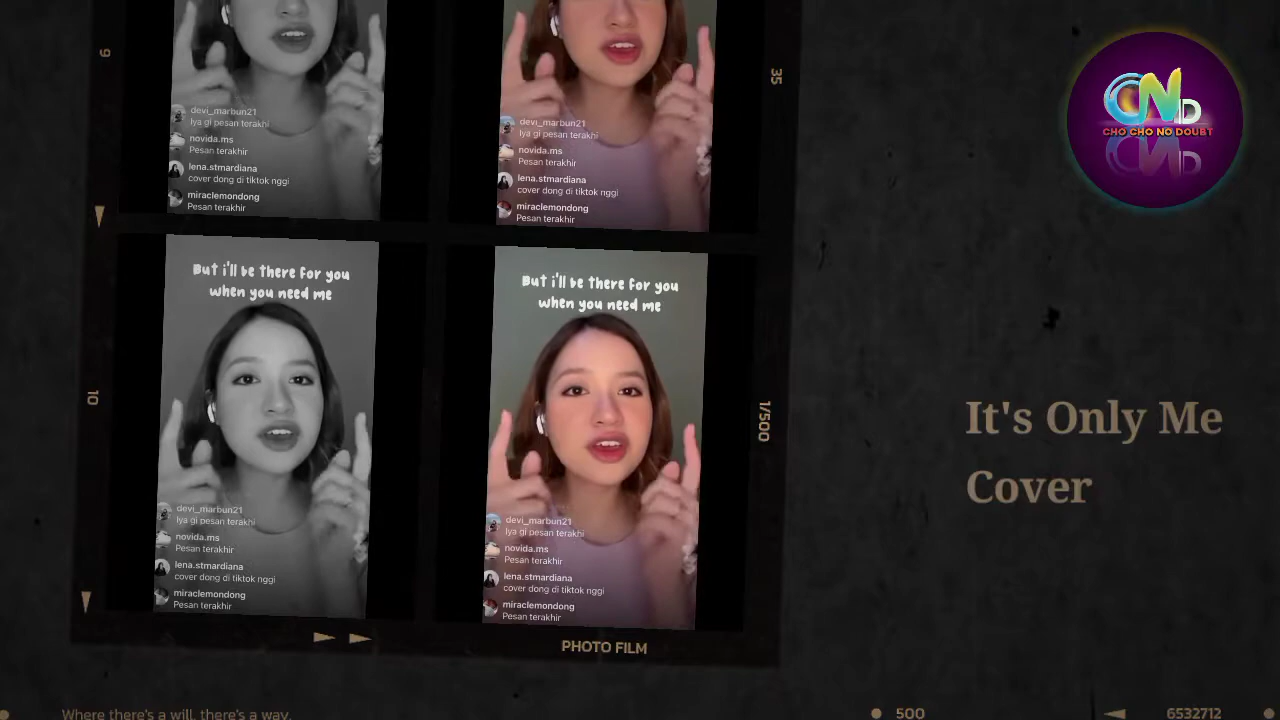 9
devi_marbun21
Iya gi pesan terakhi
novida.ms
Pesan terakhir
lena.stmardiana
cover dong di tiktok nggi
miraclemondong
Pesan terakhir
devi_marbun21
Iya gi pesan terakhi
novida.ms
Pesan terakhir
lena.stmardiana
cover dong di tiktok nggi
miraclemondong
Pesan terakhir
35
CND
CHO CHO NO DOUBT
But i'll be there for you
when you need me
devi_marbun21
Iya gi pesan terakhi
novida.ms
Pesan terakhir
lena.stmardiana
cover dong di tiktok nggi
miraclemondong
Pesan terakhir
But i'll be there for you
when you need me
devi_marbun21
Iya gi pesan terakhi
novida.ms
Pesan terakhir
lena.stmardiana
cover dong di tiktok nggi
miraclemondong
Pesan terakhir
10
1/500
It's Only Me
Cover
PHOTO FILM
Where there's a will, there's a way.
500
6532712